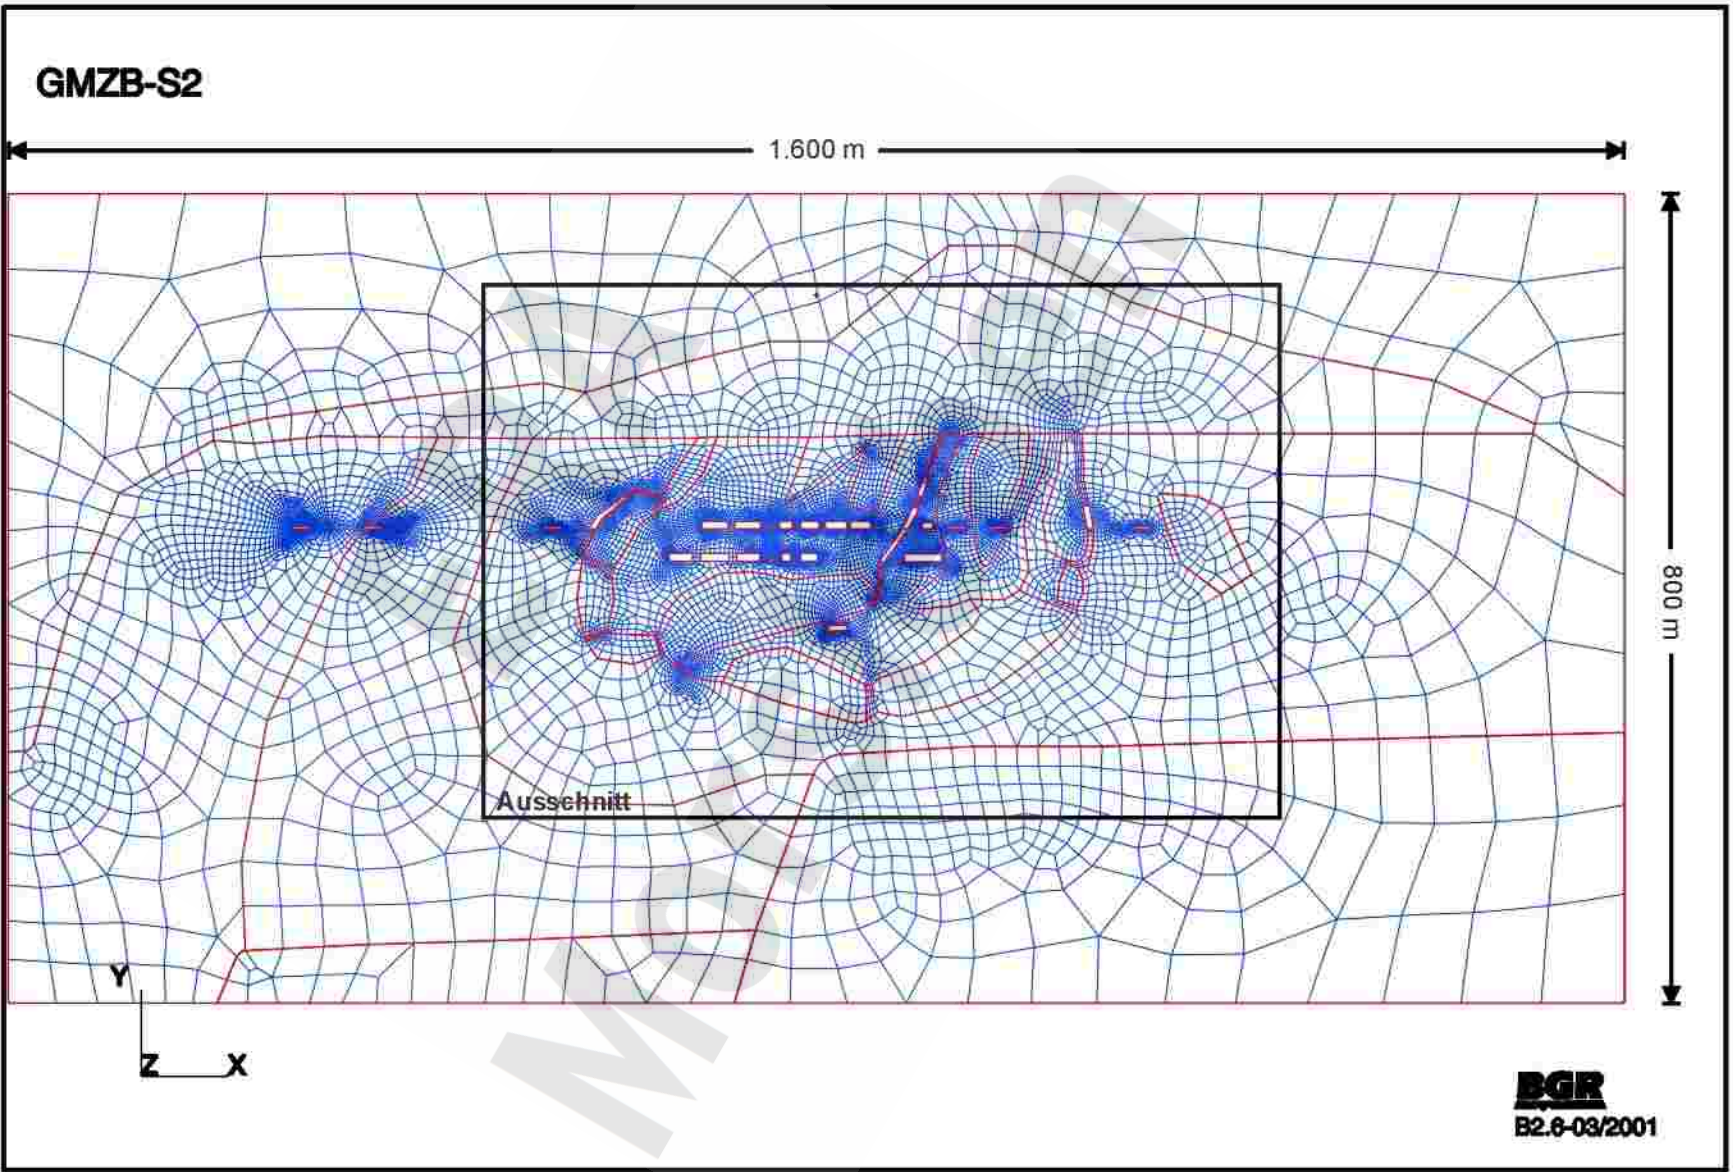 GMZB-S2
1.600 m
800 m
Ausschnitt
Y
Z X
BGR
B2.6-03/2001